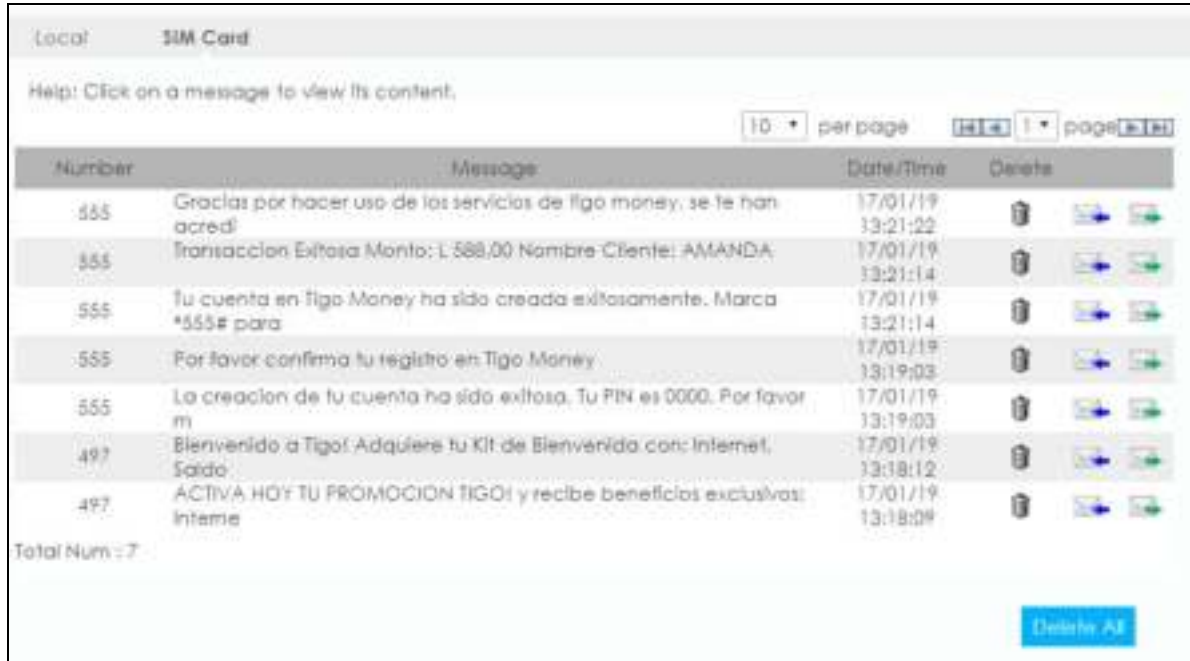 Local SIM Card
Help: Click on a message to view its content.
10 per page 1 page
Number Message Date/Time Delete
555 Gracias por hacer uso de los servicios de tigo money, se te han acredi 17/01/19 13:21:22
555 Transaccion Exitosa Monto: L 588.00 Nombre Cliente: AMANDA 17/01/19 13:21:14
555 Tu cuenta en Tigo Money ha sido creada exitosamente. Marca *555# para 17/01/19 13:21:14
555 Por favor confirma tu registro en Tigo Money 17/01/19 13:19:03
555 La creacion de tu cuenta ha sido exitosa. Tu PIN es 0000. Por favor m 17/01/19 13:19:03
497 Bienvenido a Tigo! Adquiere tu Kit de Bienvenida con: Internet, Saldo 17/01/19 13:18:12
497 ACTIVA HOY TU PROMOCION TIGO! y recibe beneficios exclusivos: Interne 17/01/19 13:18:09
Total Num : 7
Delete All